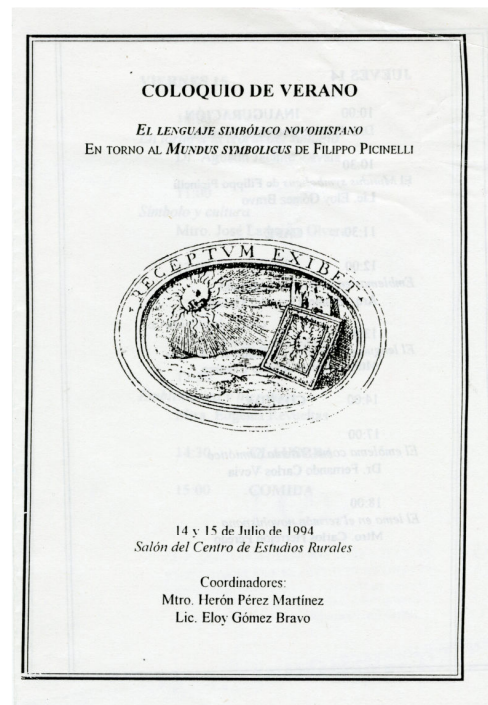 COLOQUIO DE VERANO
EL LENGUAJE SIMBÓLICO NOVOHISPANO
EN TORNO AL MUNDUS SYMBOLICUS DE FILIPPO PICINELLI
RECEPTVM EXIBET
14 y 15 de Julio de 1994
Salón del Centro de Estudios Rurales
Coordinadores:
Mtro. Herón Pérez Martínez
Lic. Eloy Gómez Bravo